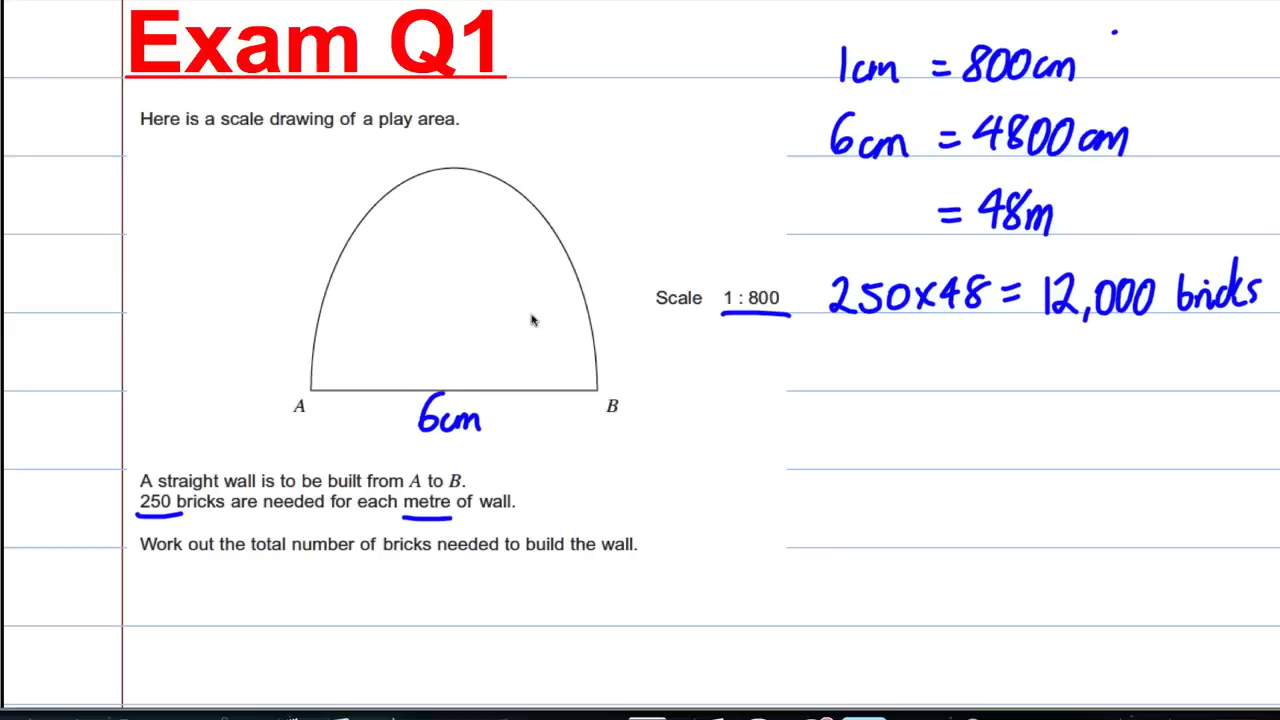 Exam Q1
Here is a scale drawing of a play area.
A
B
6cm
Scale 1 : 800
A straight wall is to be built from A to B.
250 bricks are needed for each metre of wall.
Work out the total number of bricks needed to build the wall.
1cm = 800cm
6cm = 4800cm
= 48m
250×48 = 12,000 bricks